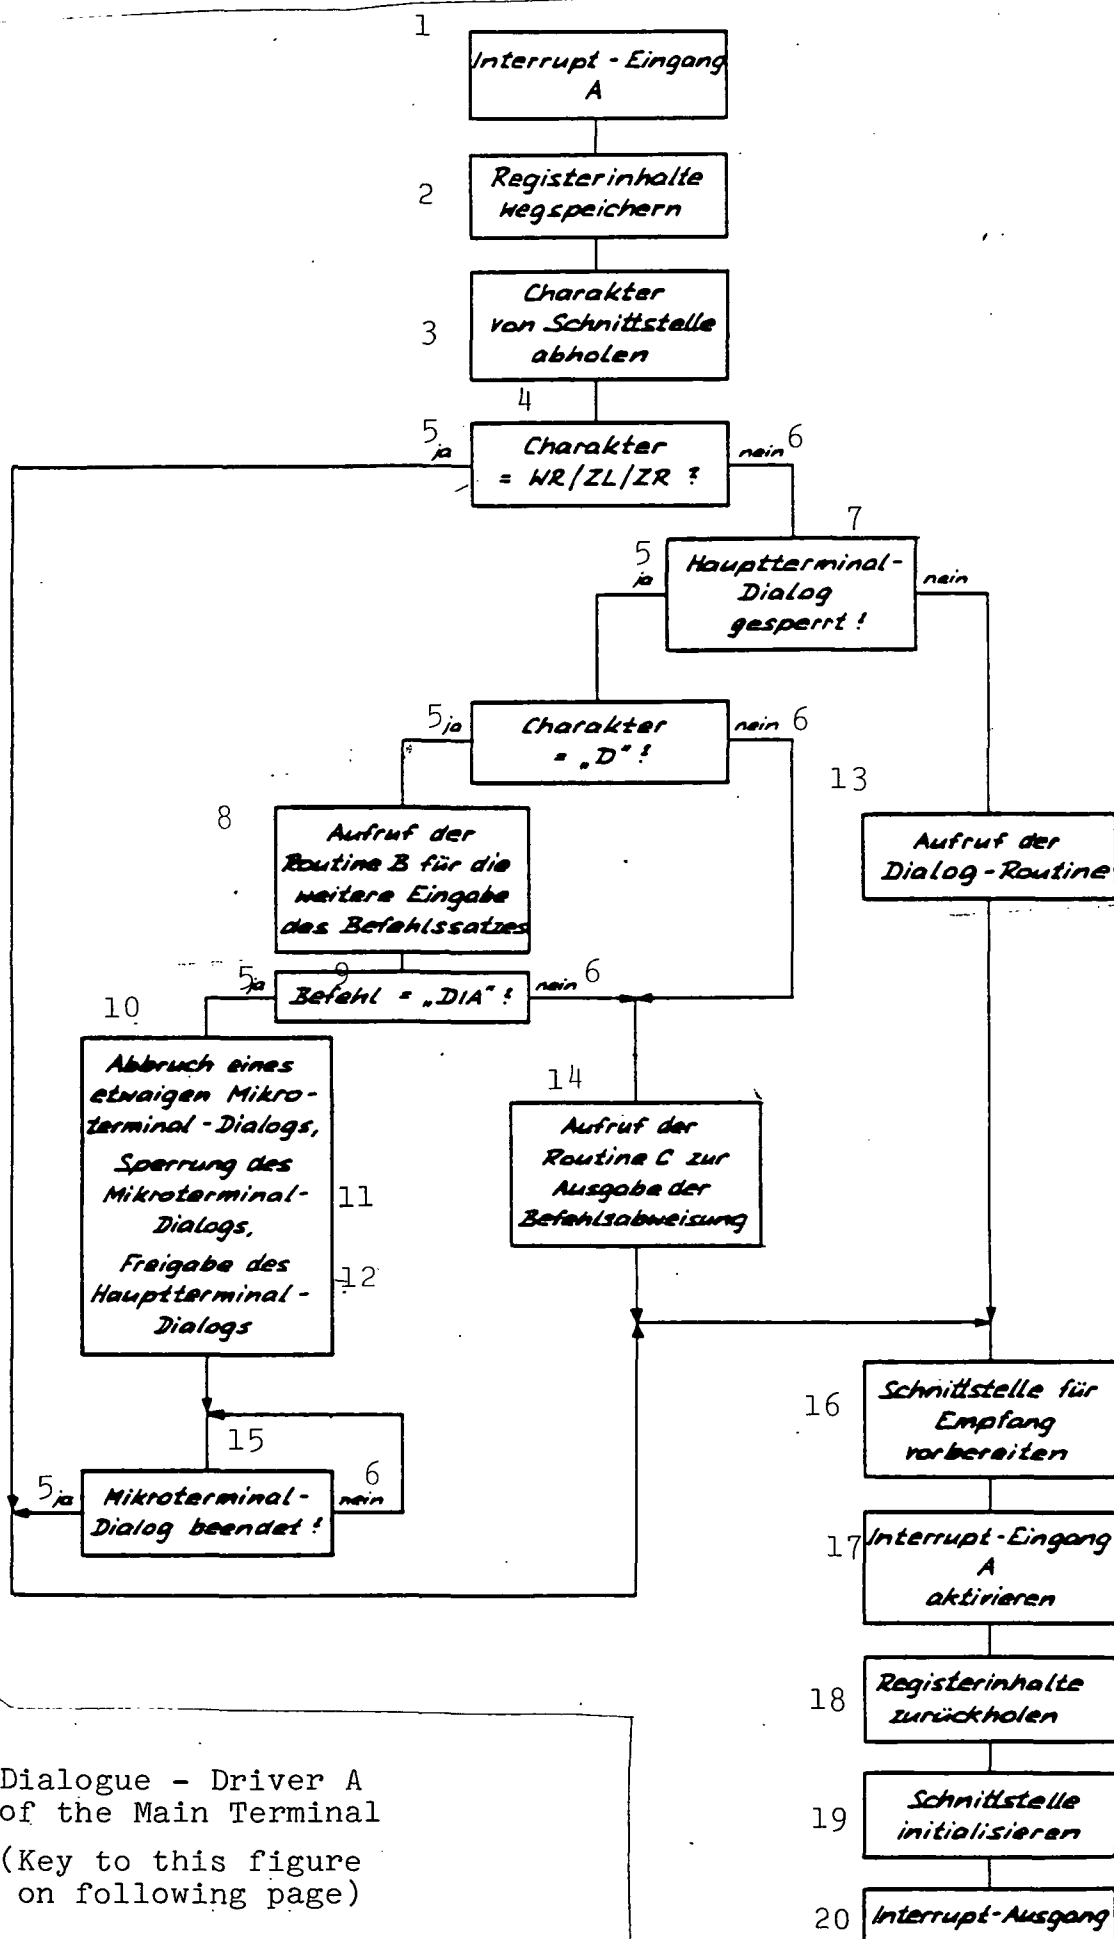 1
Interrupt - Eingang
A
2
Registerinhalte
wegspeichern
3
Charakter
von Schnittstelle
abholen
4
5
ja
Charakter
= WR/ZL/ZR ?
nein
6
7
5
ja
Hauptterminal-
Dialog
gesperrt ?
nein
5
ja
Charakter
= „D" ?
nein
6
8
Aufruf der
Routine B für die
weitere Eingabe
des Befehlssatzes
13
Aufruf der
Dialog-Routine
5
ja
9
Befehl = „DIA" ?
nein
6
10
Abbruch eines
etwaigen Mikro-
terminal-Dialogs,
Sperrung des
Mikroterminal-
Dialogs,
11
Freigabe des
Hauptterminal-
Dialogs
12
14
Aufruf der
Routine C zur
Ausgabe der
Befehlsabweisung
15
5
ja
Mikroterminal-
Dialog beendet ?
nein
6
16
Schnittstelle für
Empfang
vorbereiten
17
Interrupt-Eingang
A
aktivieren
18
Registerinhalte
zurückholen
19
Schnittstelle
initialisieren
20
Interrupt-Ausgang
Dialogue - Driver A
of the Main Terminal
(Key to this figure
on following page)